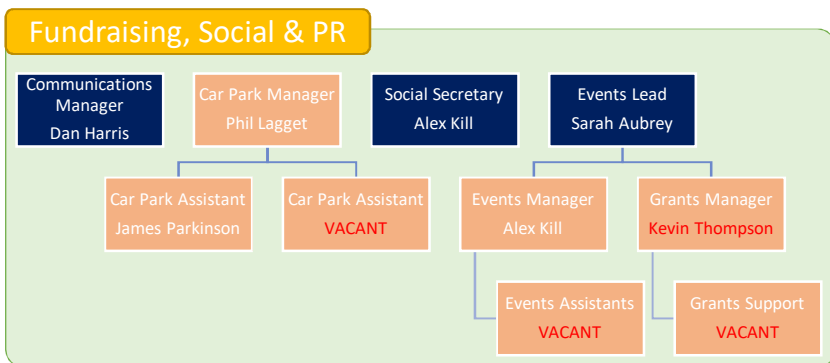 Fundraising, Social & PR
Communications
Manager
Dan Harris
Car Park Manager
Phil Lagget
Social Secretary
Alex Kill
Events Lead
Sarah Aubrey
Car Park Assistant
James Parkinson
Car Park Assistant
VACANT
Events Manager
Alex Kill
Grants Manager
Kevin Thompson
Events Assistants
VACANT
Grants Support
VACANT